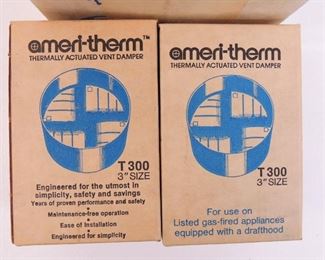 ameri-therm™
THERMALLY ACTUATED VENT DAMPER
T 300
3" SIZE
Engineered for the utmost in
simplicity, safety and savings
Years of proven performance and safety
• Maintenance-free operation •
• Ease of Installation •
• Engineered for simplicity •
ameri-therm
THERMALLY ACTUATED VENT DAMPER
T 300
3" SIZE
For use on
Listed gas-fired appliances
equipped with a drafthood